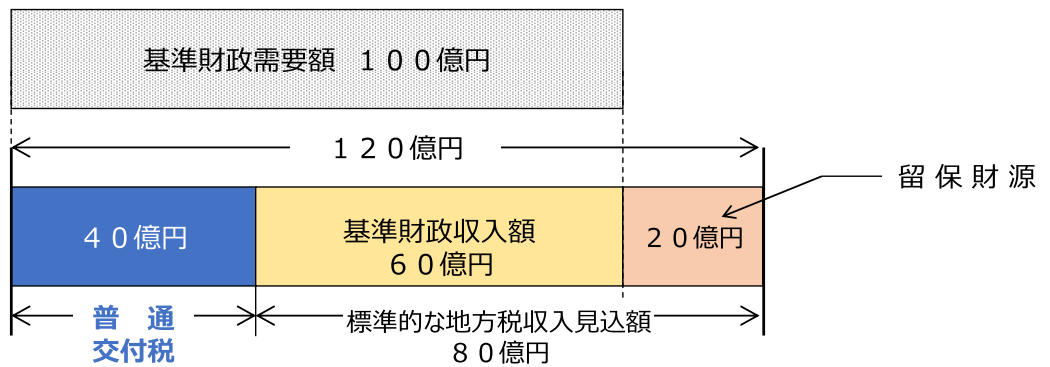 基準財政需要額　１００億円
１２０億円
留保財源
４０億円
基準財政収入額
６０億円
２０億円
普　通
交付税
標準的な地方税収入見込額
８０億円